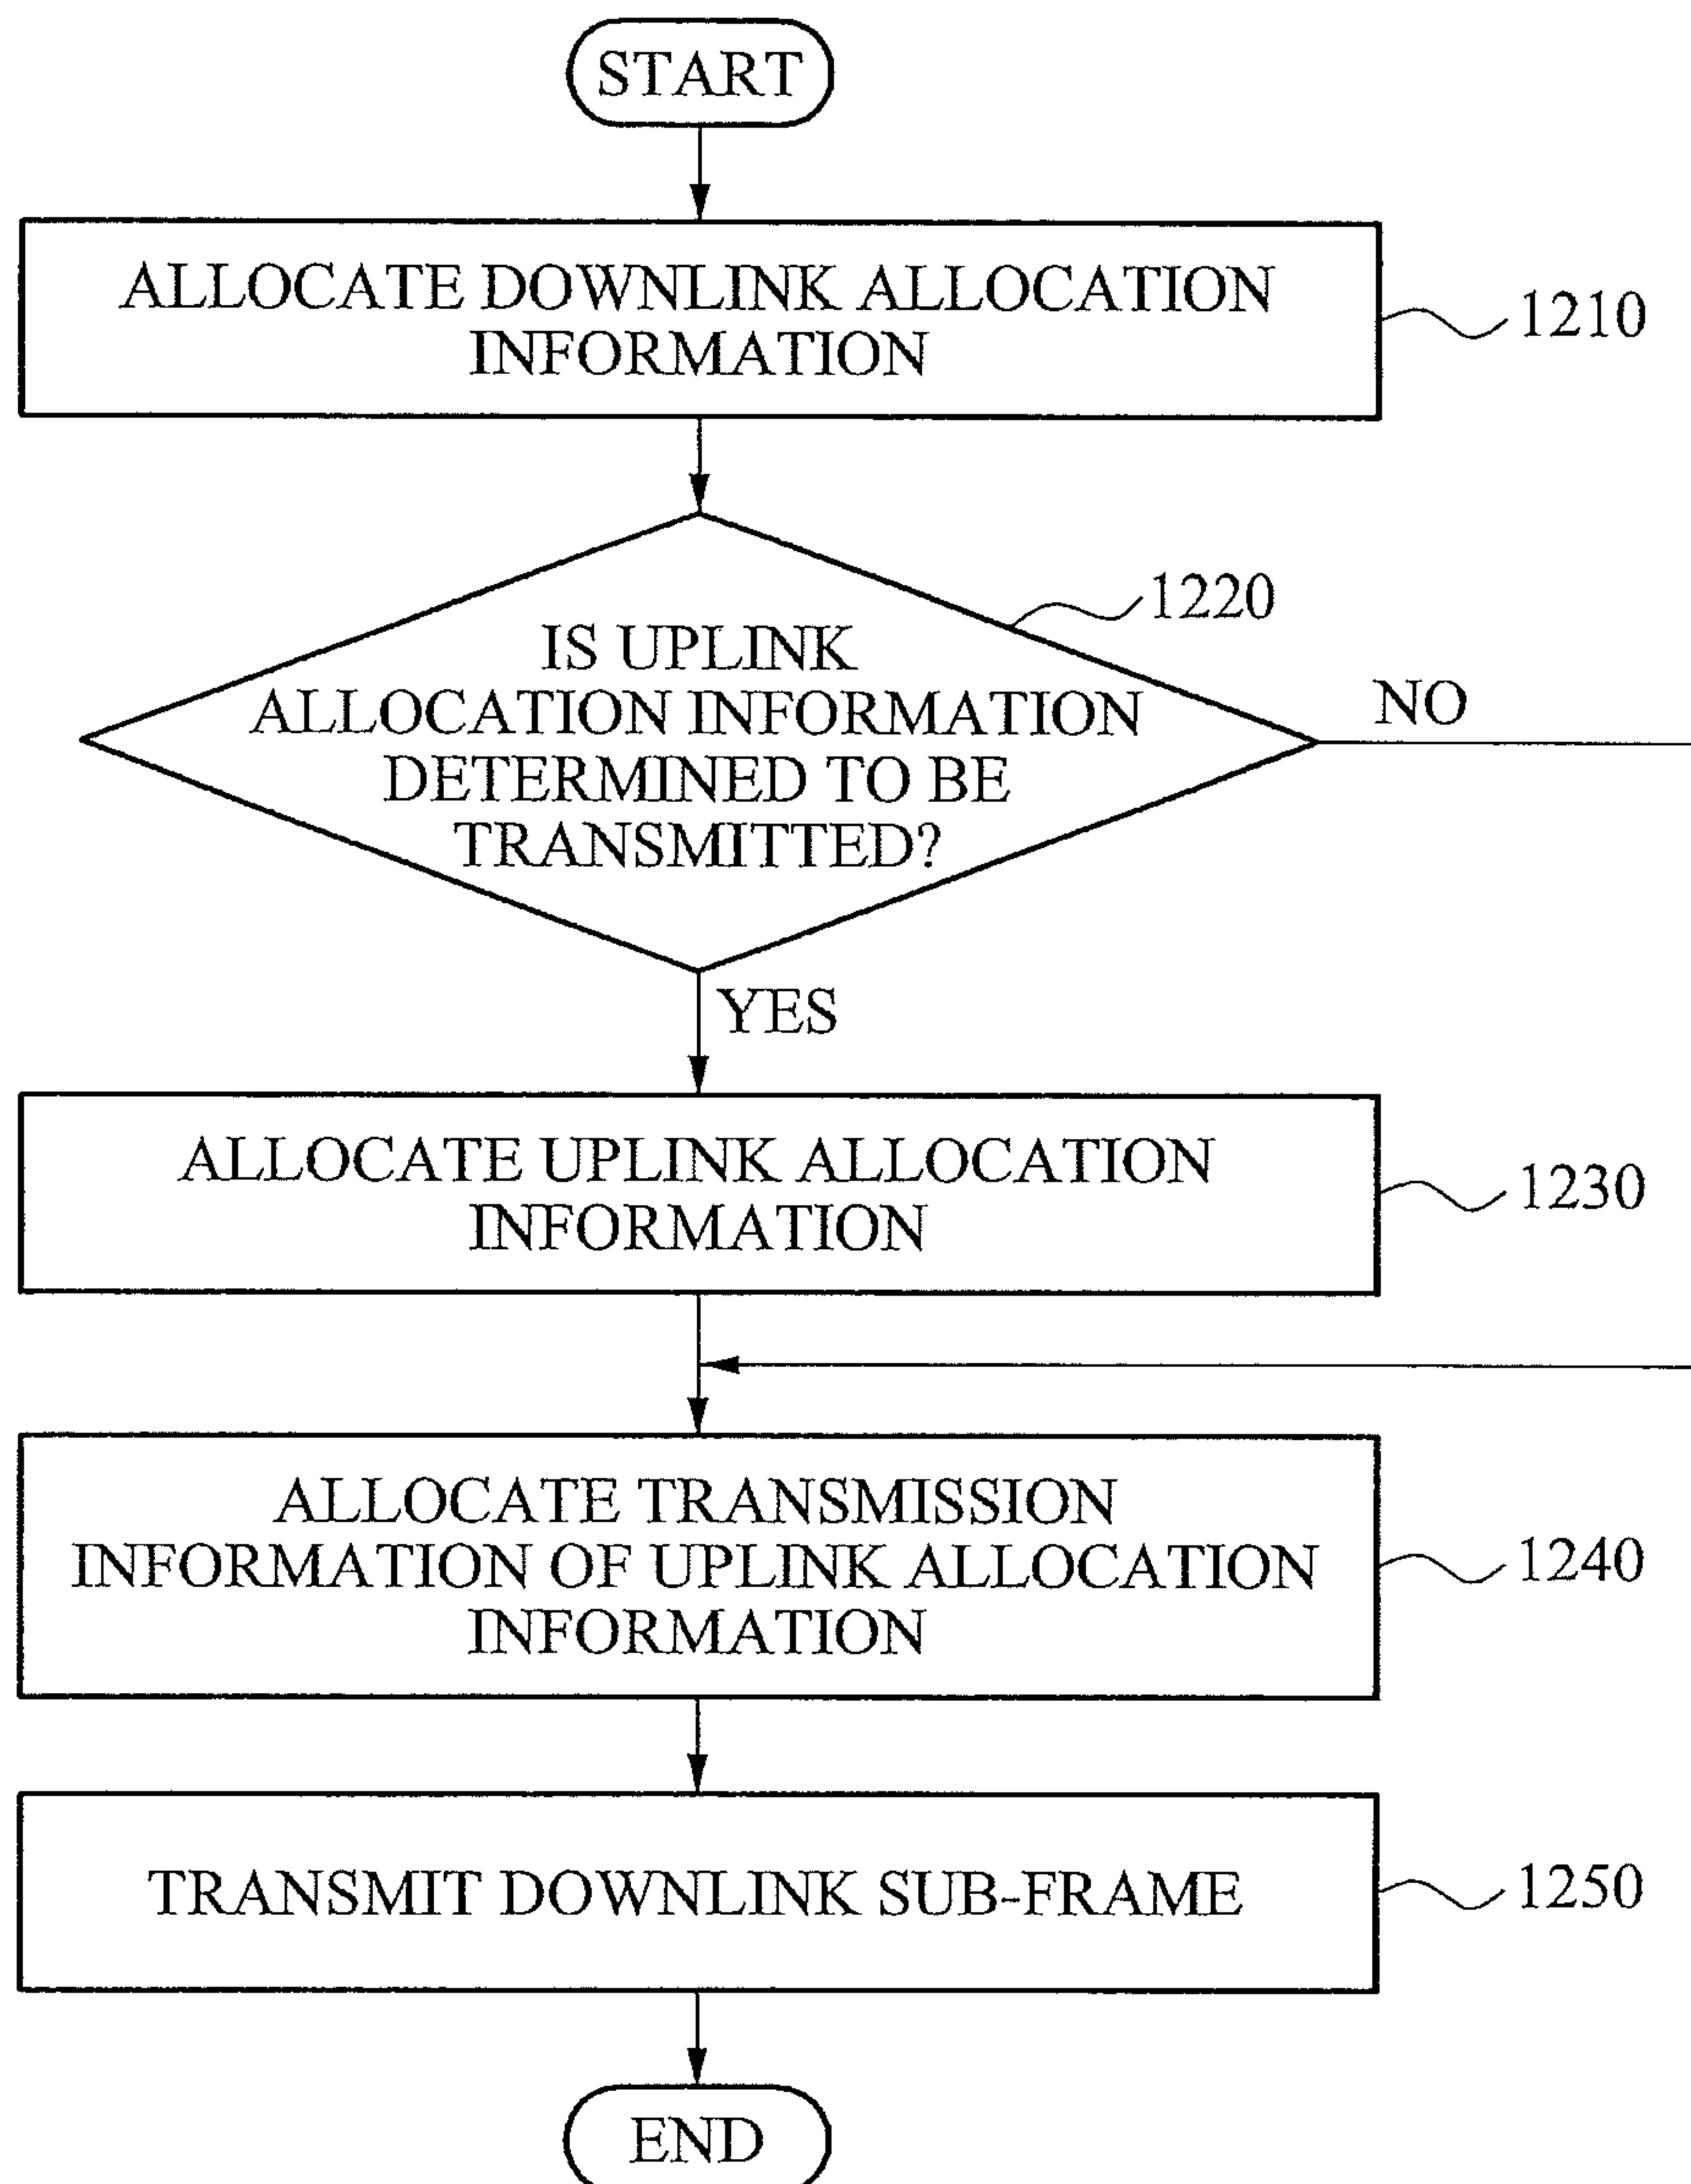 START
ALLOCATE DOWNLINK ALLOCATION
INFORMATION
1210
1220
IS UPLINK
ALLOCATION INFORMATION
DETERMINED TO BE
TRANSMITTED?
NO
YES
ALLOCATE UPLINK ALLOCATION
INFORMATION
1230
ALLOCATE TRANSMISSION
INFORMATION OF UPLINK ALLOCATION
INFORMATION
1240
TRANSMIT DOWNLINK SUB-FRAME
1250
END